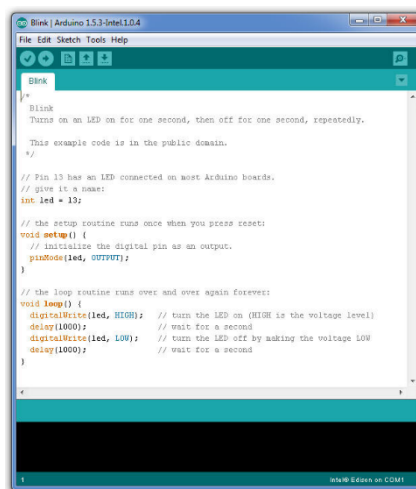 Blink | Arduino 1.5.3-Intel.1.0.4
File Edit Sketch Tools Help
Blink
/*
  Blink
  Turns on an LED on for one second, then off for one second, repeatedly.

  This example code is in the public domain.
 */

// Pin 13 has an LED connected on most Arduino boards.
// give it a name:
int led = 13;

// the setup routine runs once when you press reset:
void setup() {
  // initialize the digital pin as an output.
  pinMode(led, OUTPUT);
}

// the loop routine runs over and over again forever:
void loop() {
  digitalWrite(led, HIGH);   // turn the LED on (HIGH is the voltage level)
  delay(1000);               // wait for a second
  digitalWrite(led, LOW);    // turn the LED off by making the voltage LOW
  delay(1000);               // wait for a second
}
1
Intel® Edison on COM1